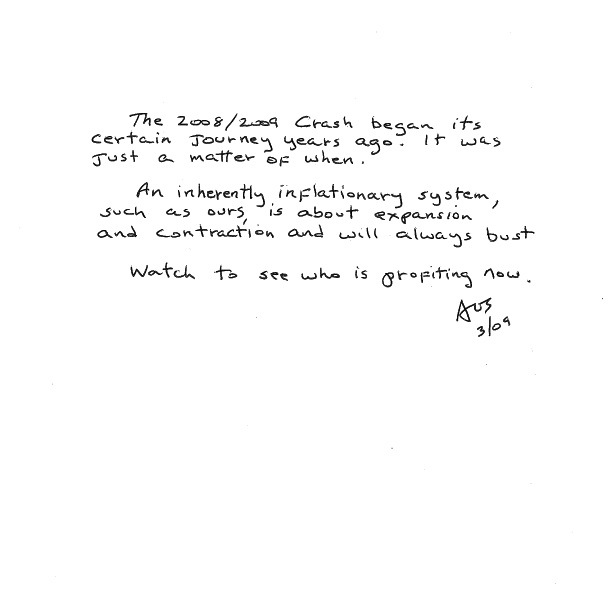 The 2008/2009 Crash began its
certain Journey years ago. It was
Just a matter of when.
An inherently inflationary system,
such as ours, is about expansion
and contraction and will always bust
Watch to see who is profiting now.
3/09